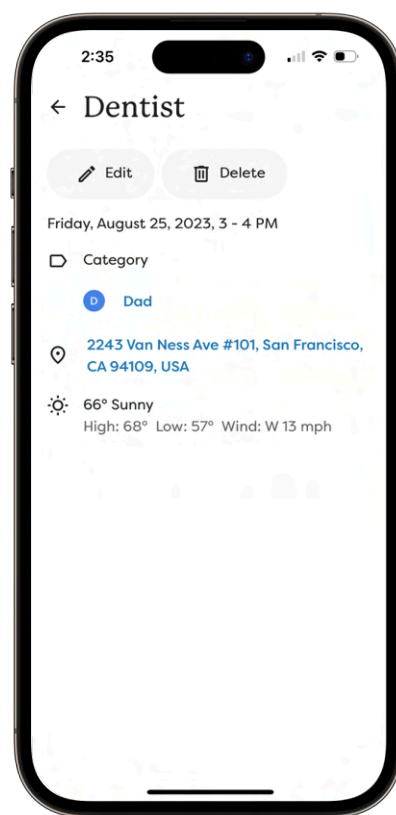 2:35
Dentist
Edit Delete
Friday, August 25, 2023, 3 - 4 PM
Category
D Dad
2243 Van Ness Ave #101, San Francisco,
CA 94109, USA
66° Sunny
High: 68° Low: 57° Wind: W 13 mph